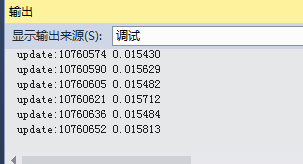 输出
显示输出来源(S): 调试
update:10760574 0.015430
update:10760590 0.015629
update:10760605 0.015482
update:10760621 0.015712
update:10760636 0.015484
update:10760652 0.015813